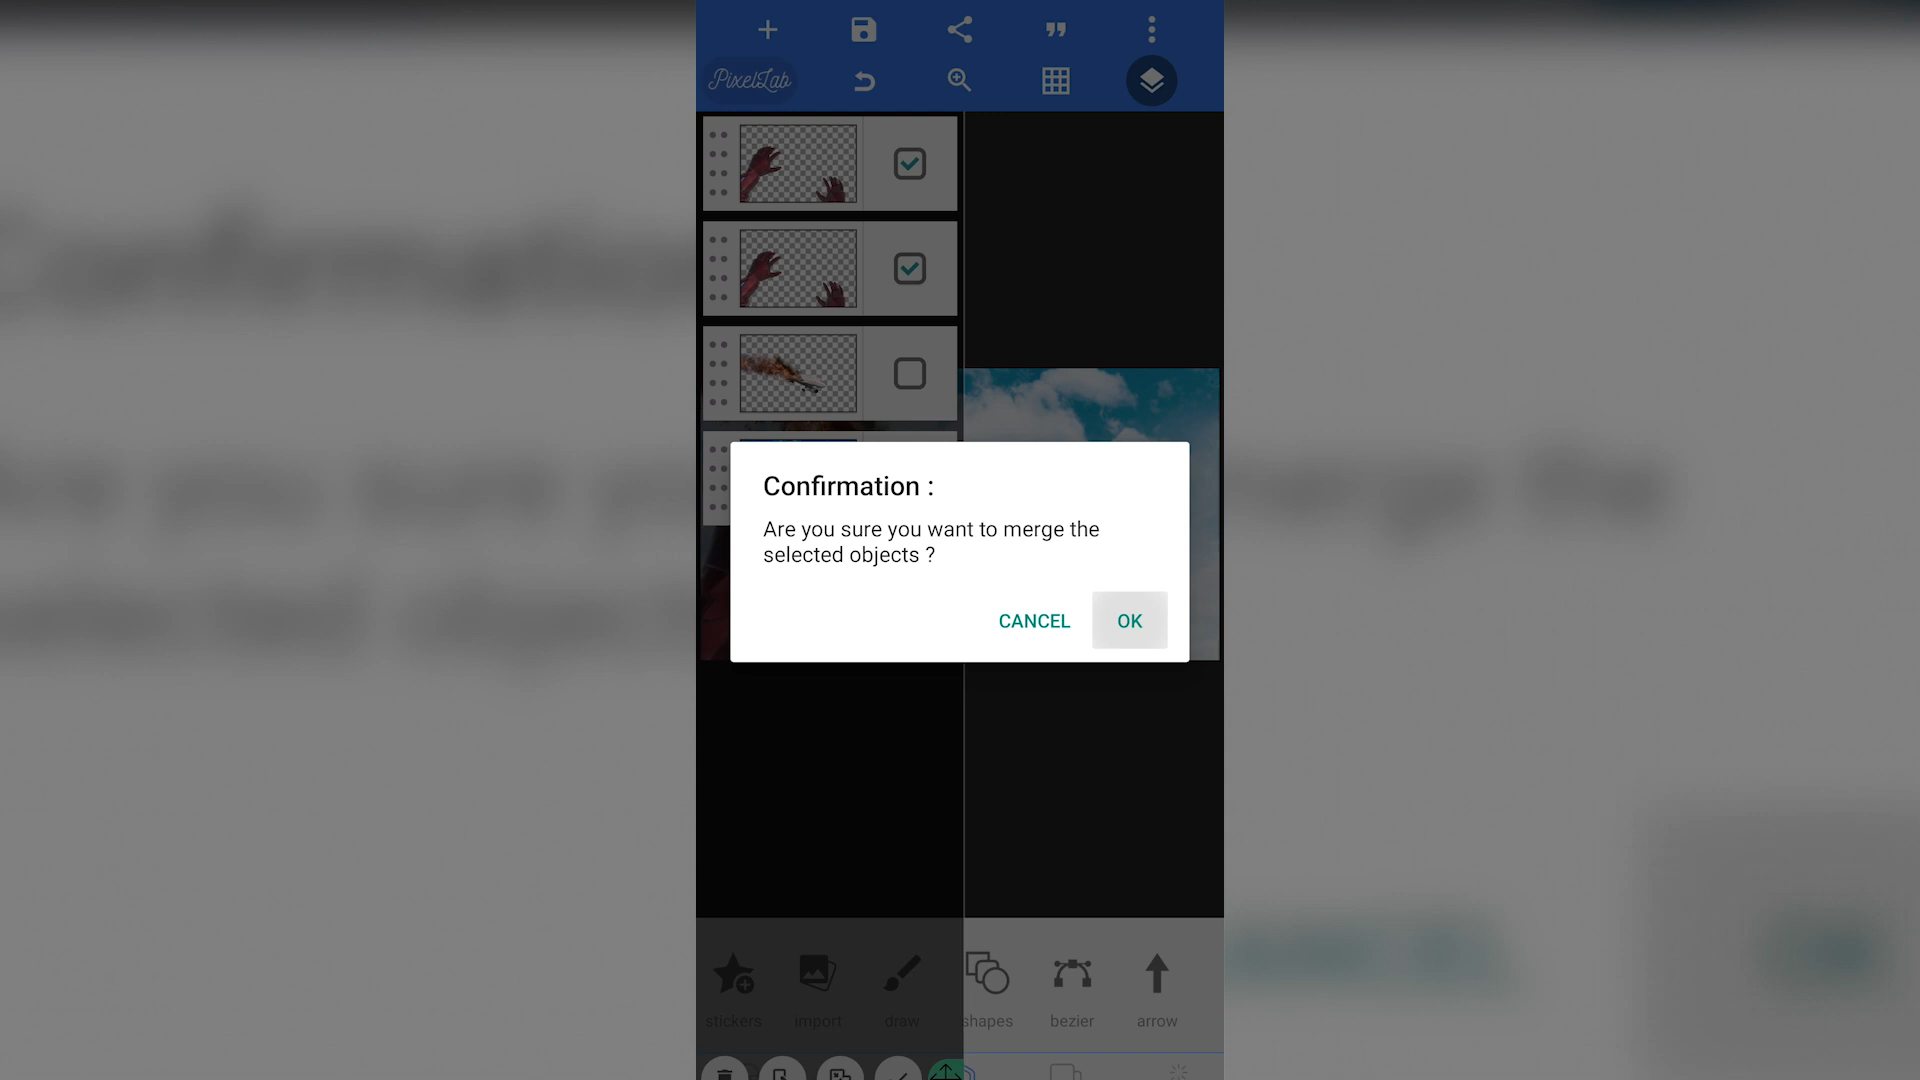 PixelLab
Confirmation :
Are you sure you want to merge the
selected objects ?
CANCEL OK
stickers import draw shapes bezier arrow